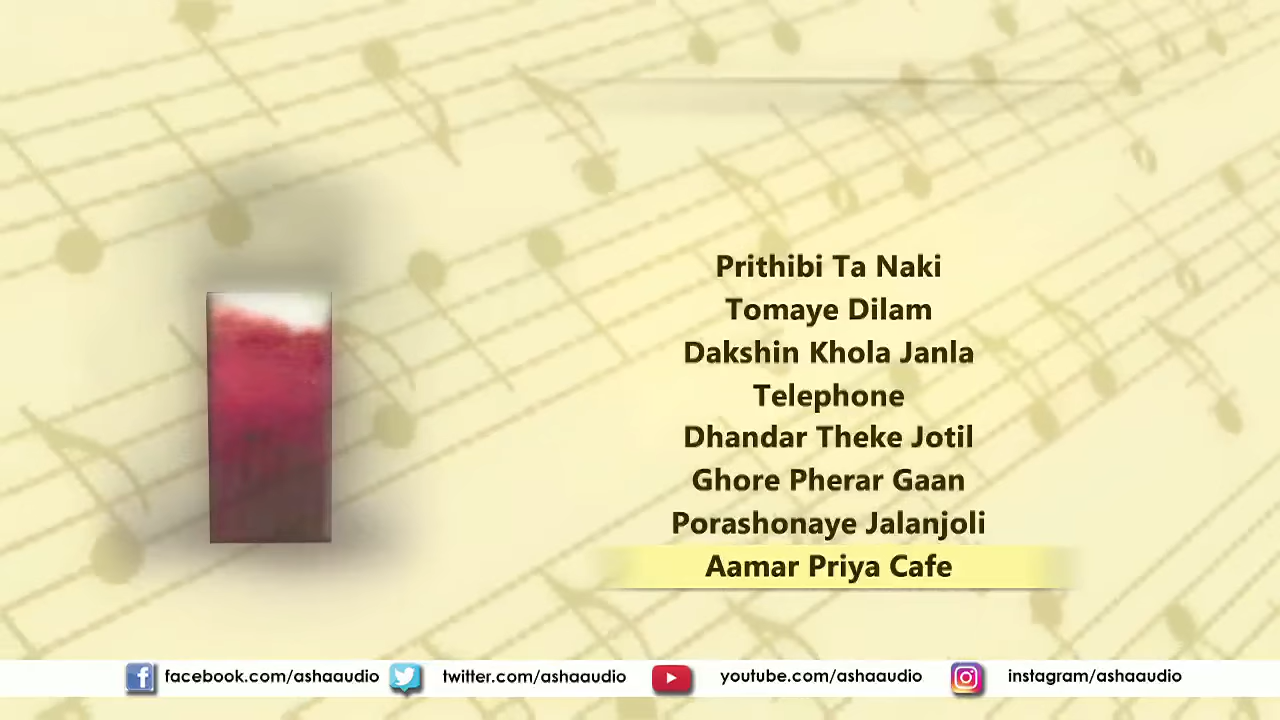 Prithibi Ta Naki
Tomaye Dilam
Dakshin Khola Janla
Telephone
Dhandar Theke Jotil
Ghore Pherar Gaan
Porashonaye Jalanjoli
Aamar Priya Cafe
facebook.com/ashaaudio twitter.com/ashaaudio youtube.com/ashaaudio instagram/ashaaudio